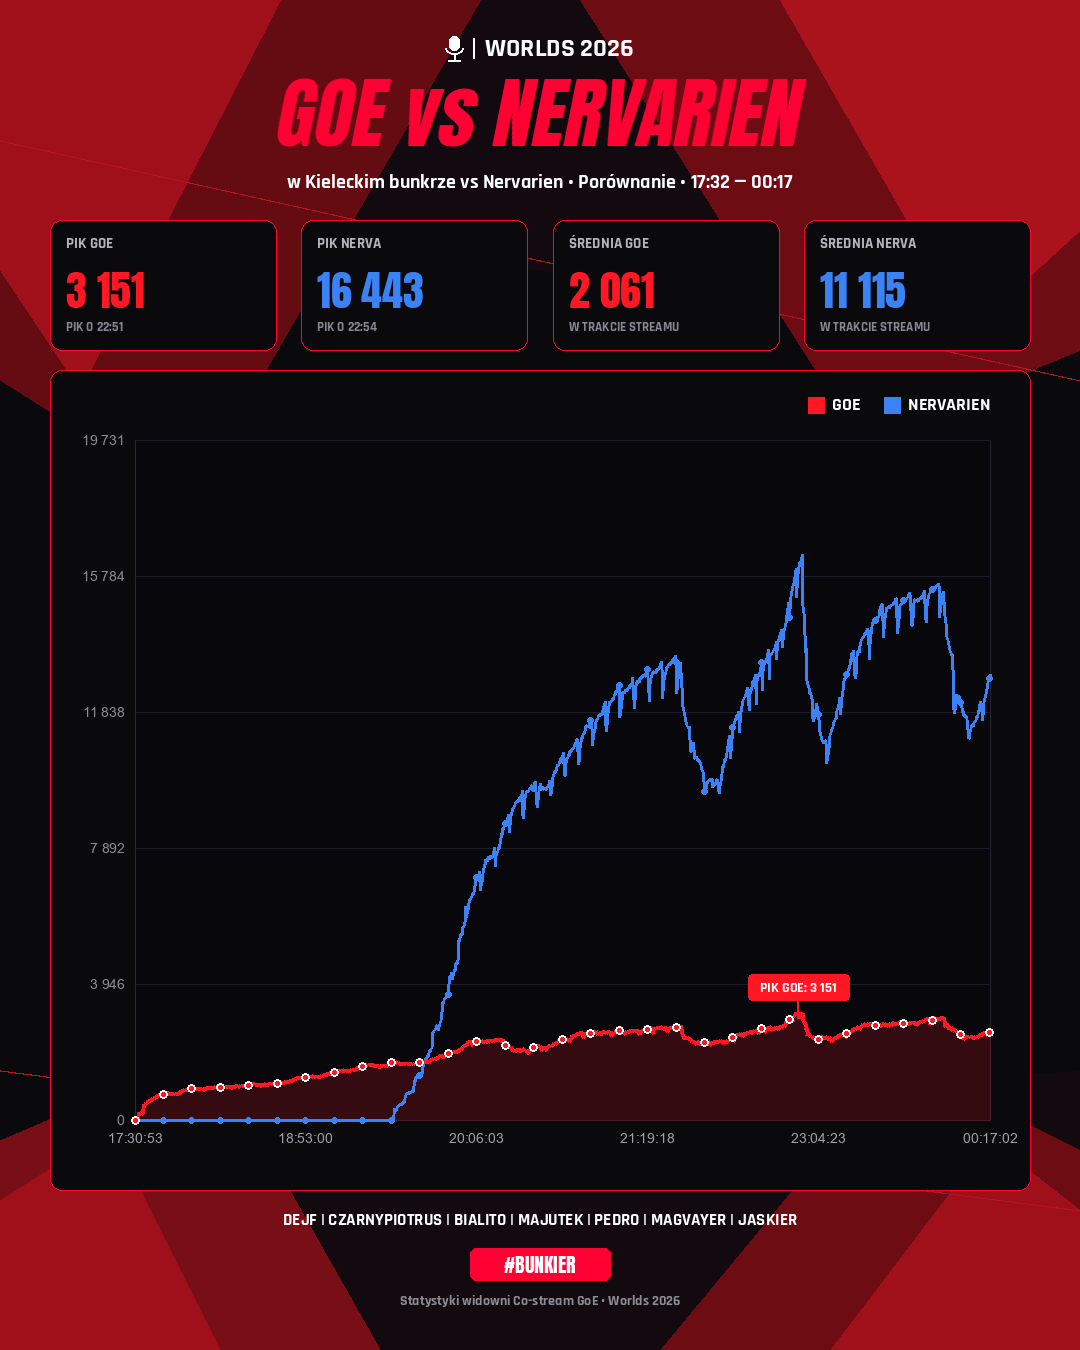 | WORLDS 2026
GOE vs NERVARIEN
w Kieleckim bunkrze vs Nervarien • Porównanie • 17:32 — 00:17
PIK GOE
3 151
PIK O 22:51
PIK NERVA
16 443
PIK O 22:54
ŚREDNIA GOE
2 061
W TRAKCIE STREAMU
ŚREDNIA NERVA
11 115
W TRAKCIE STREAMU
GOE
NERVARIEN
19 731
15 784
11 838
7 892
3 946
0
PIK GOE: 3 151
17:30:53
18:53:00
20:06:03
21:19:18
23:04:23
00:17:02
DEJF | CZARNYPIOTRUS | BIALITO | MAJUTEK | PEDRO | MAGVAYER | JASKIER
#BUNKIER
Statystyki widowni Co-stream GoE • Worlds 2026